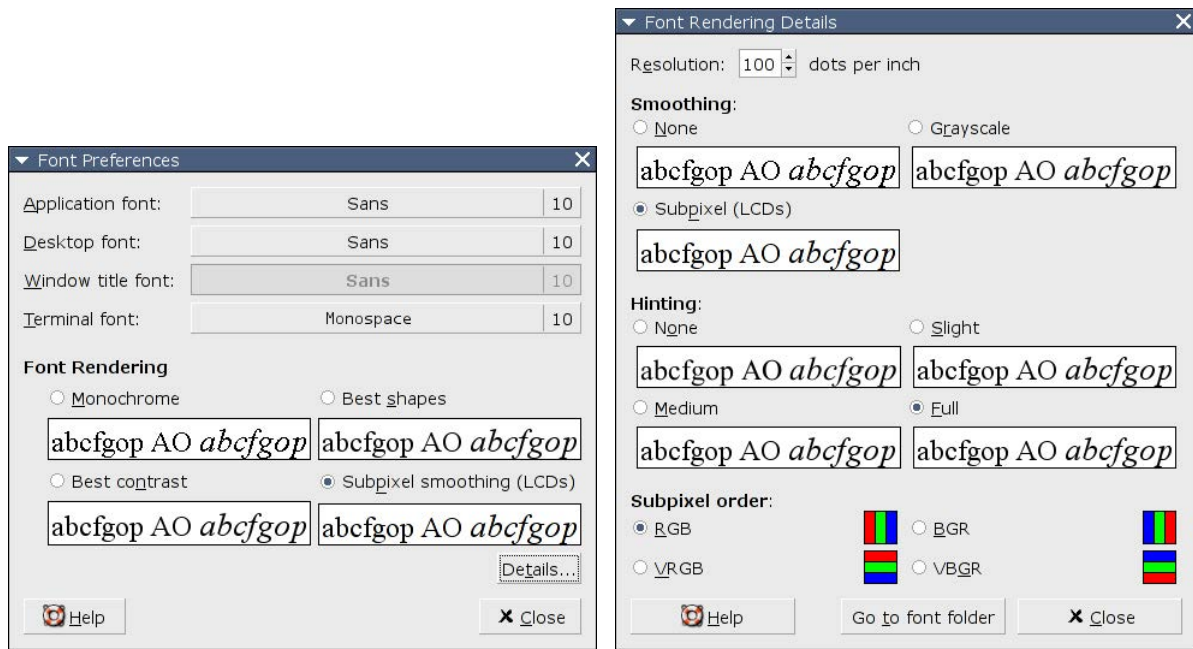 Font Preferences
Application font: Sans 10
Desktop font: Sans 10
Window title font: Sans 10
Terminal font: Monospace 10
Font Rendering
Monochrome Best shapes
abcfgop AO abcfgop abcfgop AO abcfgop
Best contrast Subpixel smoothing (LCDs)
abcfgop AO abcfgop abcfgop AO abcfgop
Details...
Help Close
Font Rendering Details
Resolution: 100 dots per inch
Smoothing:
None Grayscale
abcfgop AO abcfgop abcfgop AO abcfgop
Subpixel (LCDs)
abcfgop AO abcfgop
Hinting:
None Slight
abcfgop AO abcfgop abcfgop AO abcfgop
Medium Full
abcfgop AO abcfgop abcfgop AO abcfgop
Subpixel order:
RGB BGR
VRGB VBGR
Help Go to font folder Close